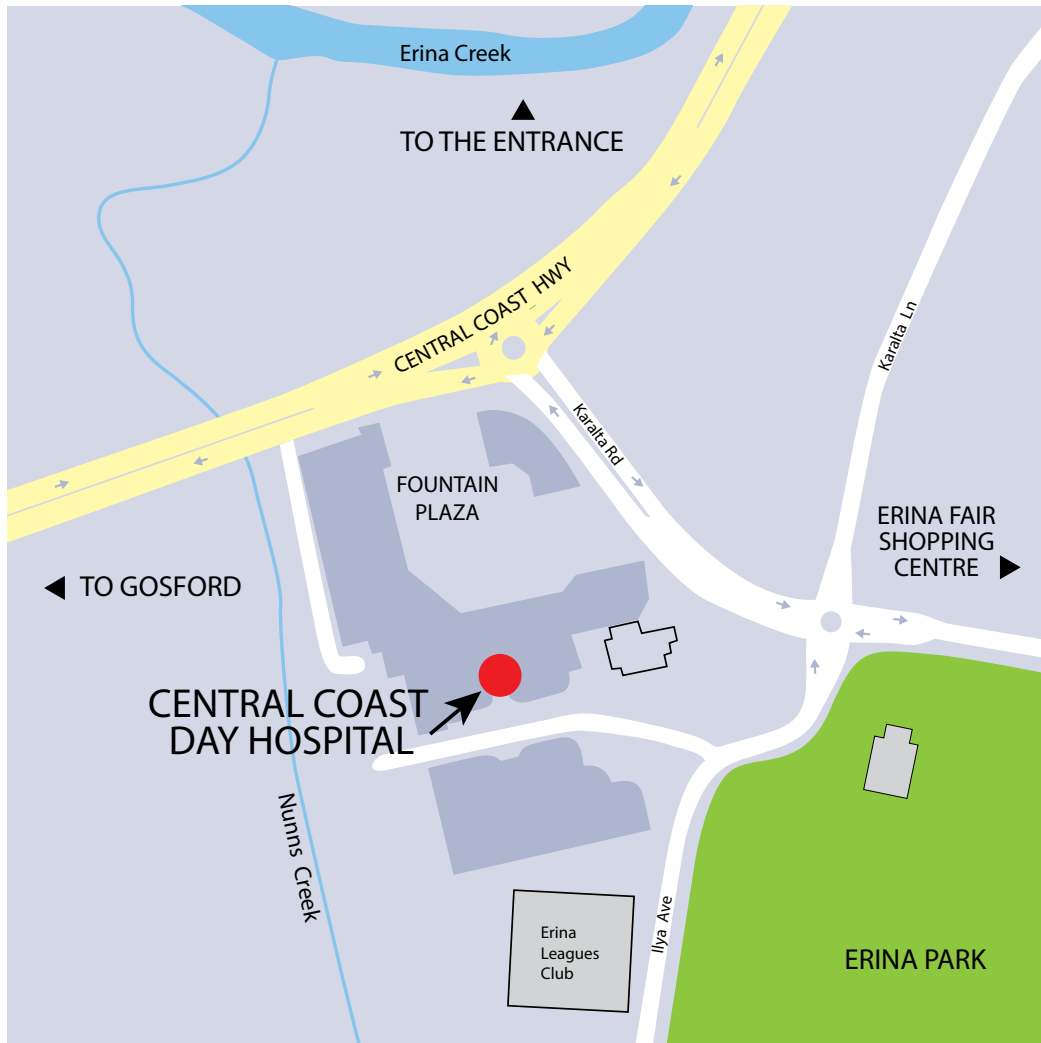 Erina Creek
TO THE ENTRANCE
CENTRAL COAST HWY
Karalta Ln
Karalta Rd
FOUNTAIN
PLAZA
ERINA FAIR
SHOPPING
CENTRE
TO GOSFORD
CENTRAL COAST
DAY HOSPITAL
Nunns Creek
Ilya Ave
Erina
Leagues
Club
ERINA PARK